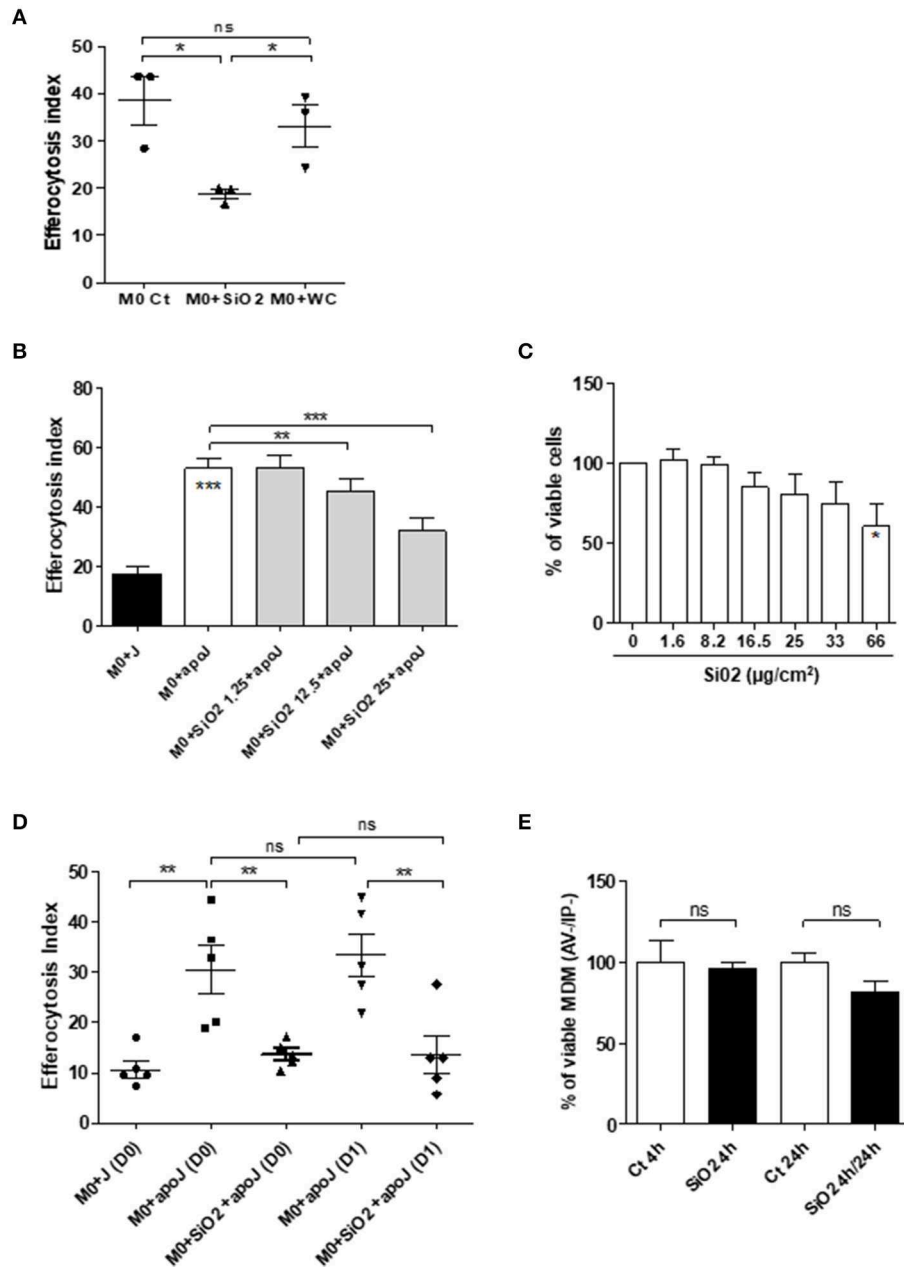 A
ns
* *
50
40
30
20
10
0
Efferocytosis index
M0 Ct M0+SiO2 M0+WC
B
80
60
40
20
0
Efferocytosis index
***
**
***
M0+J
M0+apoJ
M0+SiO2 1.25+apoJ
M0+SiO2 12.5+apoJ
M0+SiO2 25+apoJ
C
150
100
50
0
% of viable cells
*
0 1.6 8.2 16.5 25 33 66
Si02 (µg/cm²)
D
ns
ns
** ** **
50
40
30
20
10
0
Efferocytosis Index
M0+J (D0)
M0+apoJ (D0)
M0+SiO2 +apoJ (D0)
M0+apoJ (D1)
M0+SiO2 +apoJ (D1)
E
150
100
50
0
% of viable MDM (AV-/IP-)
ns ns
Ct 4h
SiO2 4h
Ct 24h
SiO2 4h/24h